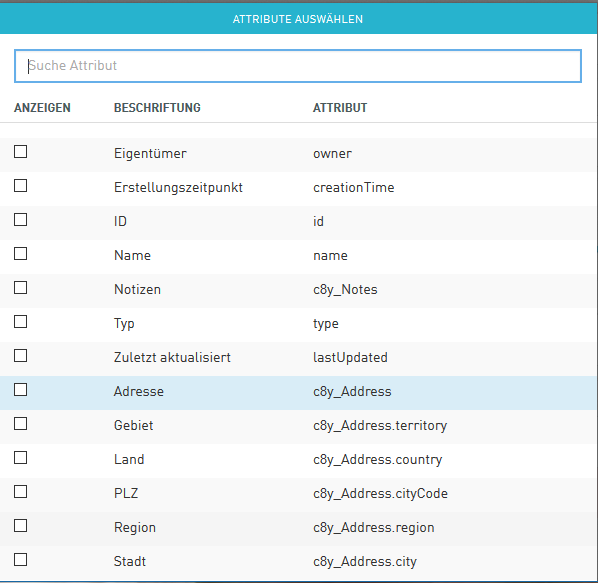 ATTRIBUTE AUSWÄHLEN
Suche Attribut
ANZEIGEN BESCHRIFTUNG ATTRIBUT
Eigentümer owner
Erstellungszeitpunkt creationTime
ID id
Name name
Notizen c8y_Notes
Typ type
Zuletzt aktualisiert lastUpdated
Adresse c8y_Address
Gebiet c8y_Address.territory
Land c8y_Address.country
PLZ c8y_Address.cityCode
Region c8y_Address.region
Stadt c8y_Address.city